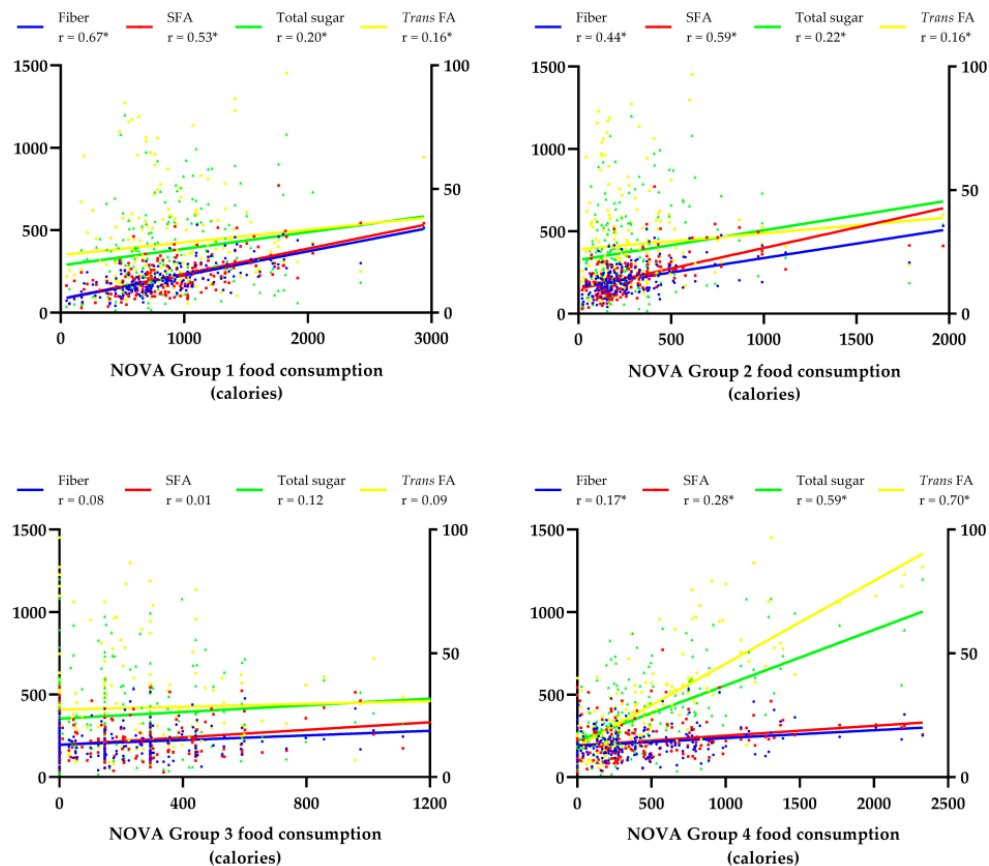 Fiber SFA Total sugar Trans FA
r = 0.67* r = 0.53* r = 0.20* r = 0.16*
1500 100
1000
50
500
0 0
0 1000 2000 3000
NOVA Group 1 food consumption
(calories)
Fiber SFA Total sugar Trans FA
r = 0.44* r = 0.59* r = 0.22* r = 0.16*
1500 100
1000
50
500
0 0
0 500 1000 1500 2000
NOVA Group 2 food consumption
(calories)
Fiber SFA Total sugar Trans FA
r = 0.08 r = 0.01 r = 0.12 r = 0.09
1500 100
1000
50
500
0 0
0 400 800 1200
NOVA Group 3 food consumption
(calories)
Fiber SFA Total sugar Trans FA
r = 0.17* r = 0.28* r = 0.59* r = 0.70*
1500 100
1000
50
500
0 0
0 500 1000 1500 2000 2500
NOVA Group 4 food consumption
(calories)